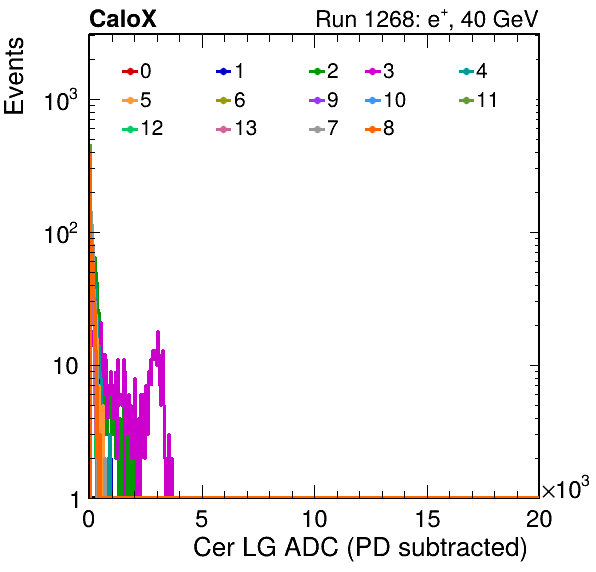 CaloX Run 1268: e⁺, 40 GeV
Events
0 1 2 3 4
5 6 9 10 11
12 13 7 8
10³
10²
10
1
0 5 10 15 20
×10³
Cer LG ADC (PD subtracted)